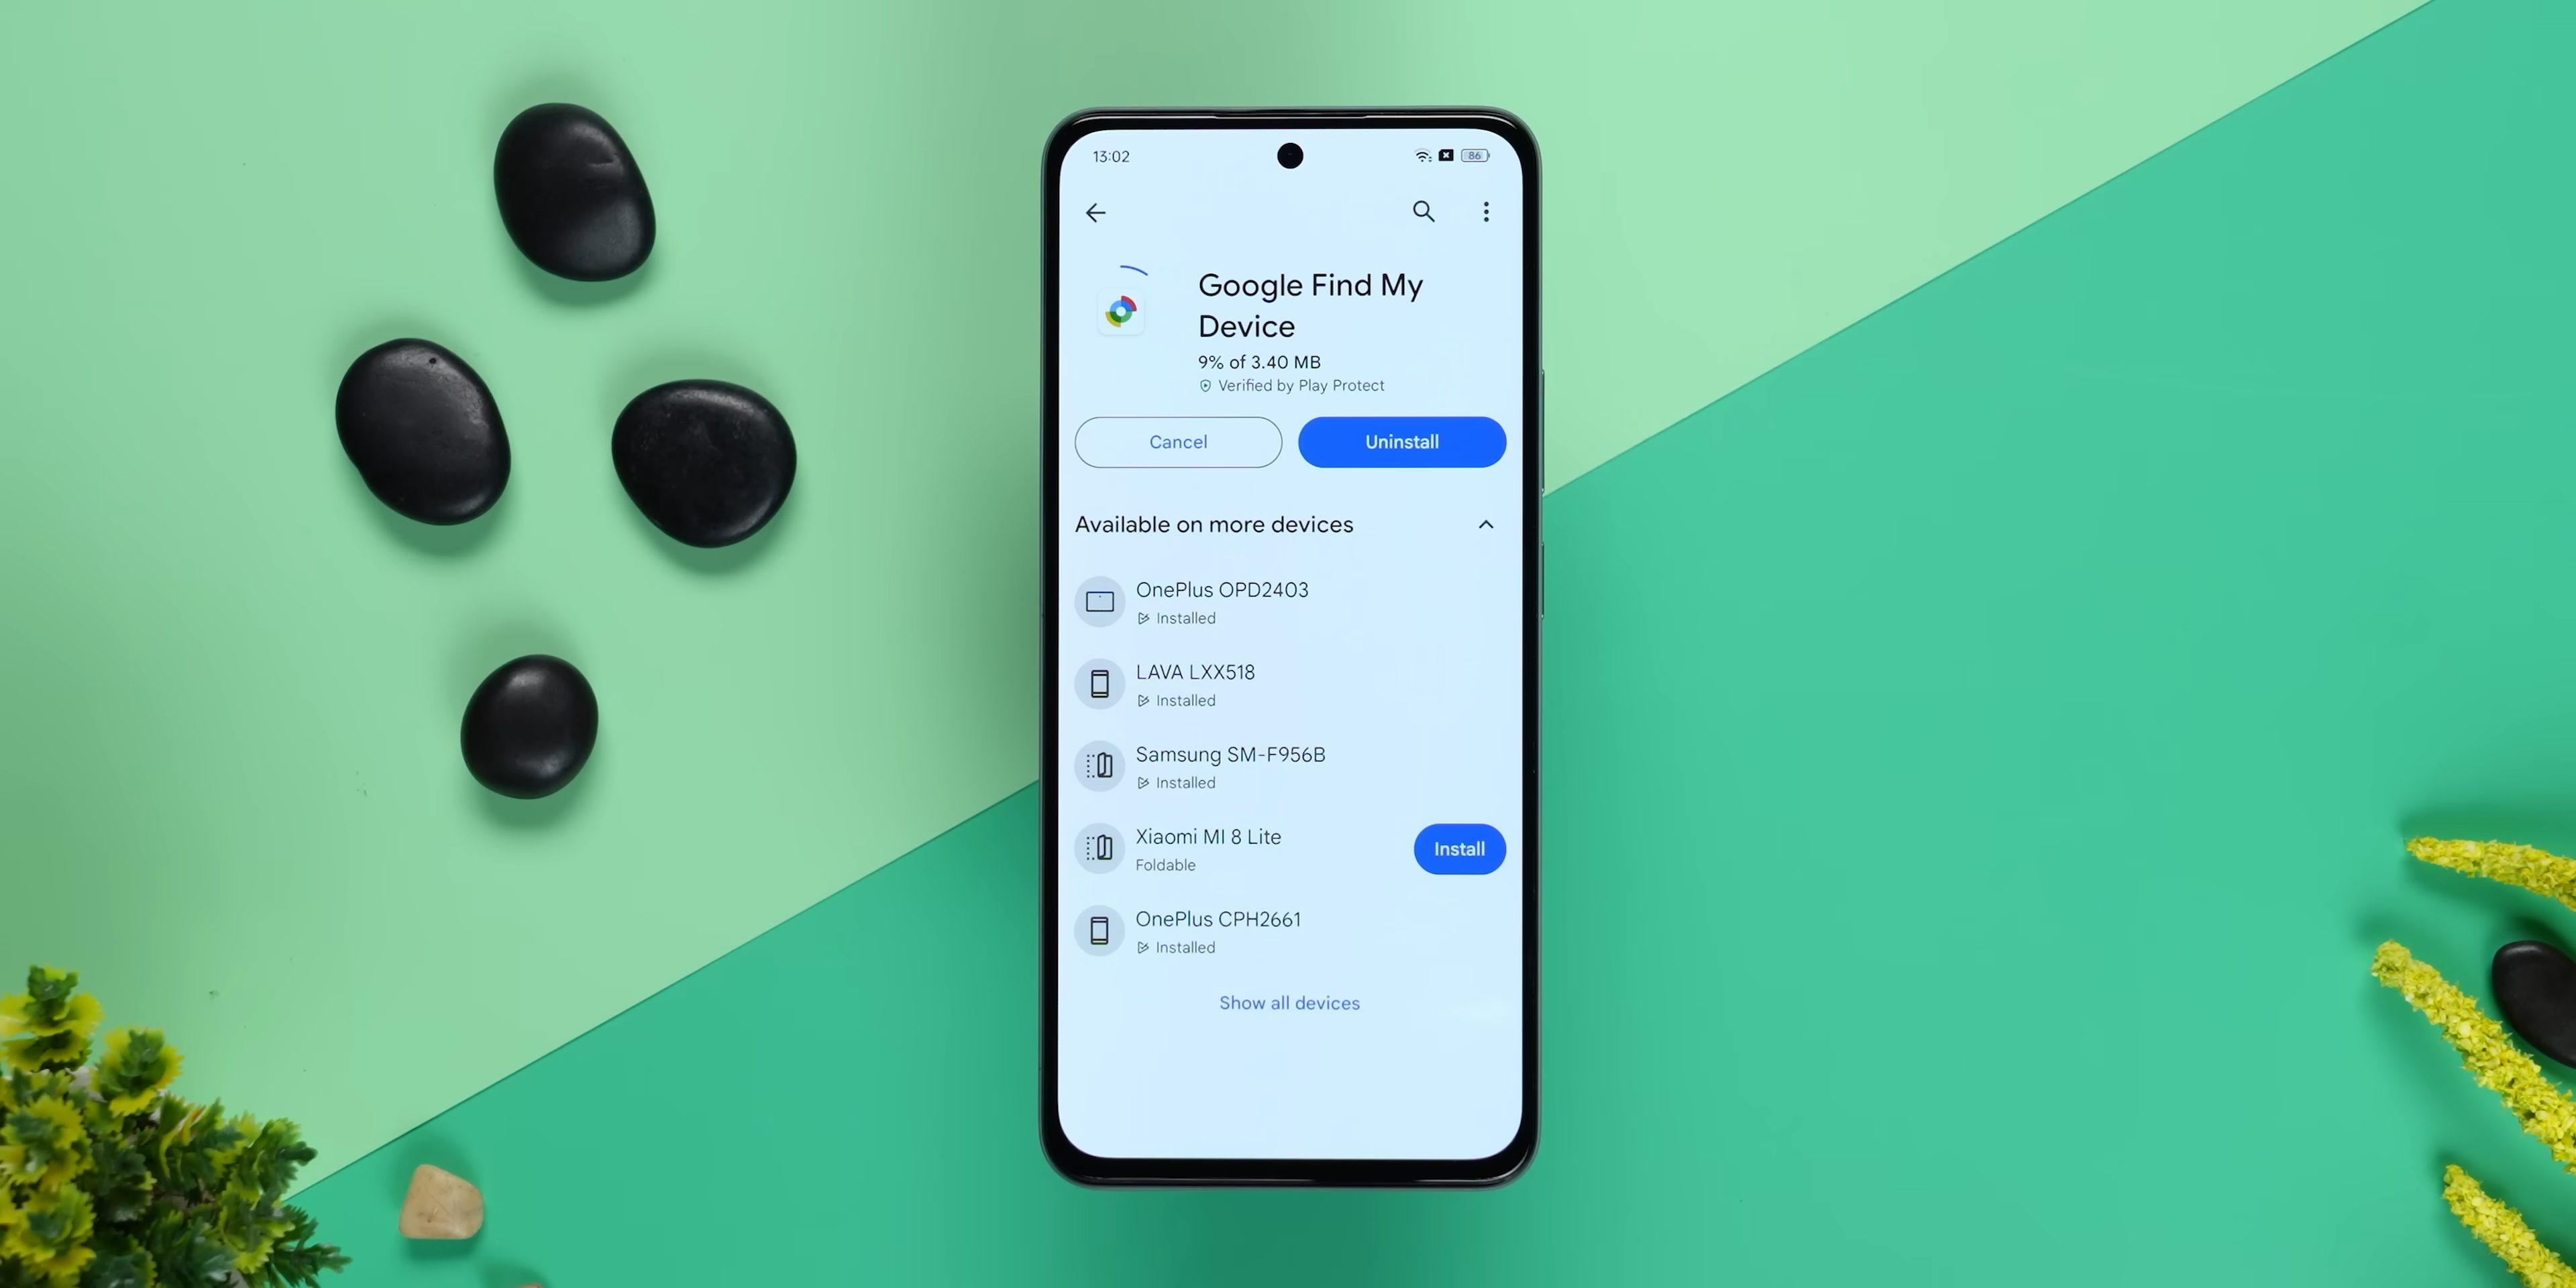 13:02
86
Google Find My
Device
9% of 3.40 MB
Verified by Play Protect
Cancel
Uninstall
Available on more devices
OnePlus OPD2403
Installed
LAVA LXX518
Installed
Samsung SM-F956B
Installed
Xiaomi MI 8 Lite
Foldable
Install
OnePlus CPH2661
Installed
Show all devices